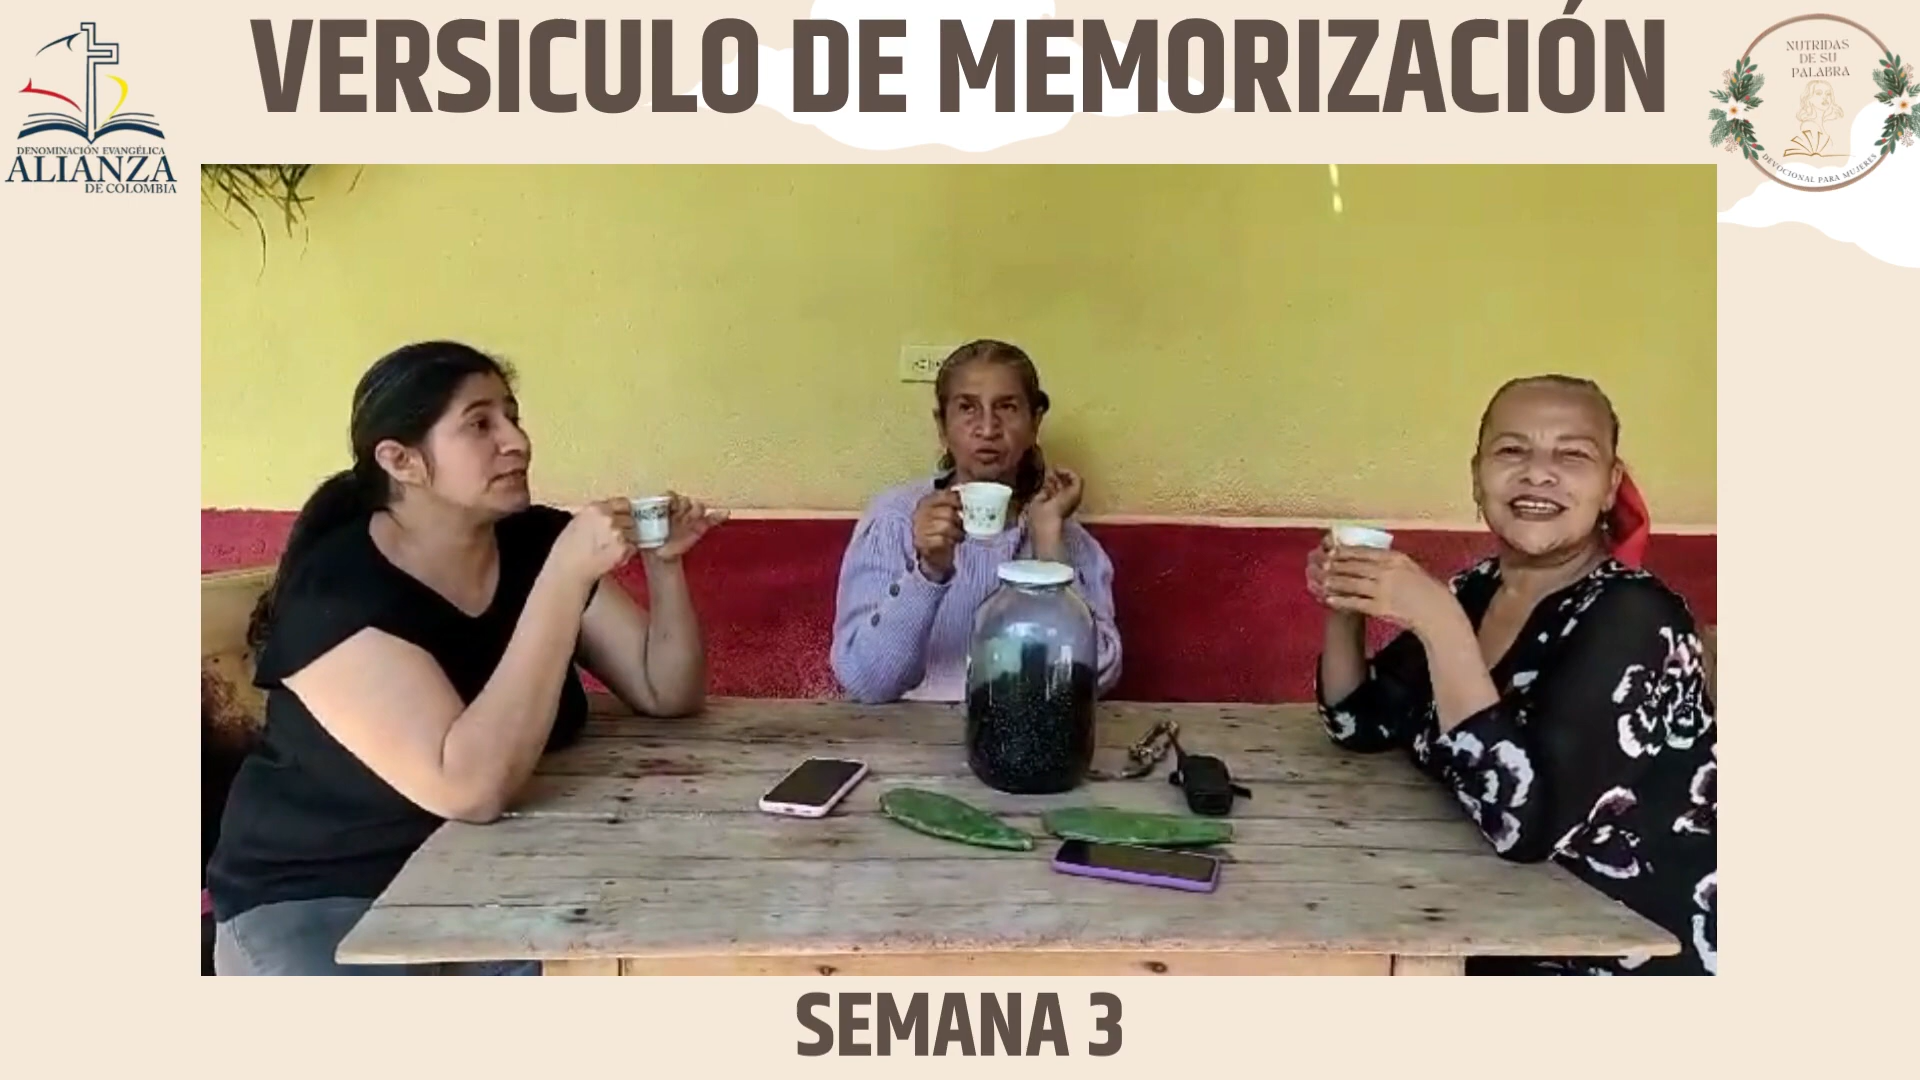 VERSICULO DE MEMORIZACIÓN
DENOMINACIÓN EVANGÉLICA
ALIANZA
DE COLOMBIA
NUTRIDAS
DE SU
PALABRA
DEVOCIONAL PARA MUJERES
SEMANA 3